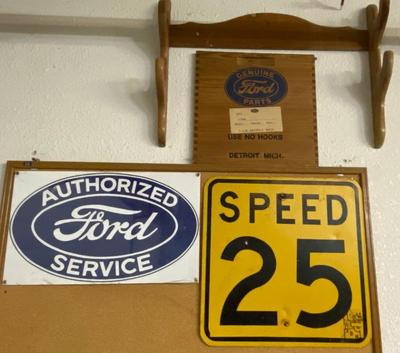 GENUINE
Ford
PARTS
USE NO HOOKS
DETROIT MICH.
AUTHORIZED
Ford
SERVICE
SPEED
25